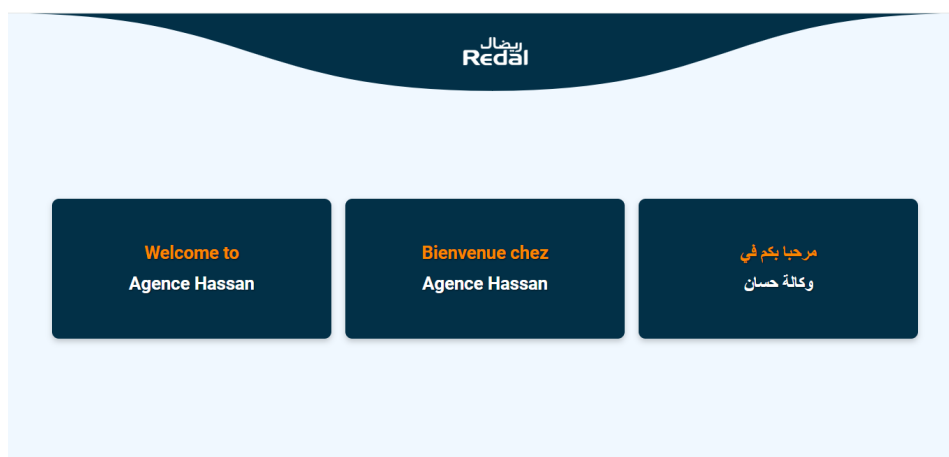 ريضال
Redal
Welcome to
Agence Hassan
Bienvenue chez
Agence Hassan
مرحبا بكم في
وكالة حسان